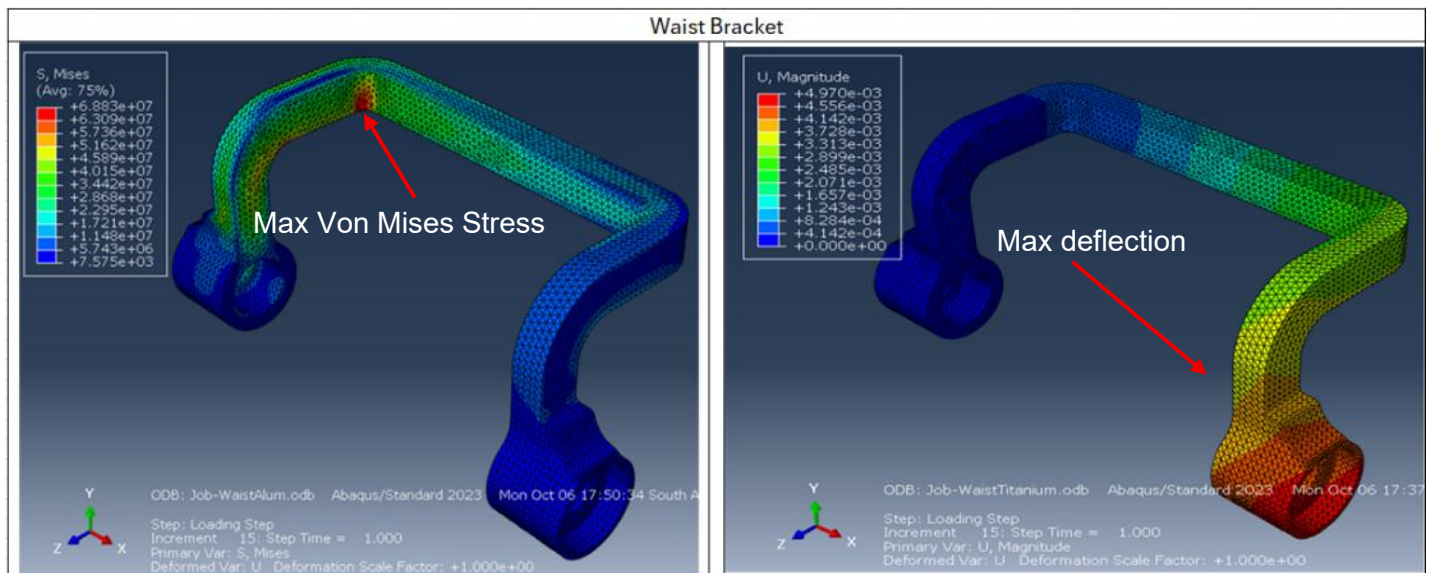 Waist Bracket
S, Mises
(Avg: 75%)
+6.883e+07
+6.309e+07
+5.736e+07
+5.162e+07
+4.589e+07
+4.015e+07
+3.442e+07
+2.868e+07
+2.295e+07
+1.721e+07
+1.148e+07
+5.743e+06
+7.575e+03
Max Von Mises Stress
Y
Z
X
ODB: Job-WaistAlum.odb Abaqus/Standard 2023 Mon Oct 06 17:50:34 South A
Step: Loading Step
Increment 15: Step Time = 1.000
Primary Var: S, Mises
Deformed Var: U Deformation Scale Factor: +1.000e+00
U, Magnitude
+4.970e-03
+4.556e-03
+4.142e-03
+3.728e-03
+3.313e-03
+2.899e-03
+2.485e-03
+2.071e-03
+1.657e-03
+1.243e-03
+8.284e-04
+4.142e-04
+0.000e+00
Max deflection
Y
Z
X
ODB: Job-WaistTitanium.odb Abaqus/Standard 2023 Mon Oct 06 17:37
Step: Loading Step
Increment 15: Step Time = 1.000
Primary Var: U, Magnitude
Deformed Var: U Deformation Scale Factor: +1.000e+00